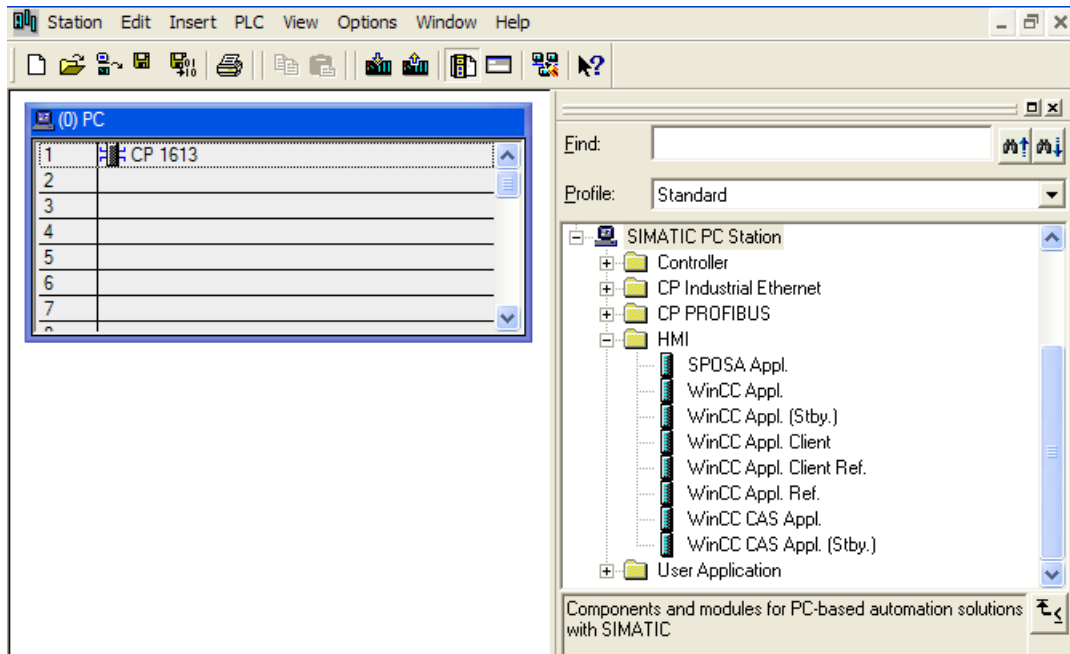 Station Edit Insert PLC View Options Window Help
(0) PC
1 CP 1613
2
3
4
5
6
7
Find:
Profile: Standard
SIMATIC PC Station
Controller
CP Industrial Ethernet
CP PROFIBUS
HMI
SPOSA Appl.
WinCC Appl.
WinCC Appl. (Stby.)
WinCC Appl. Client
WinCC Appl. Client Ref.
WinCC Appl. Ref.
WinCC CAS Appl.
WinCC CAS Appl. (Stby.)
User Application
Components and modules for PC-based automation solutions
with SIMATIC